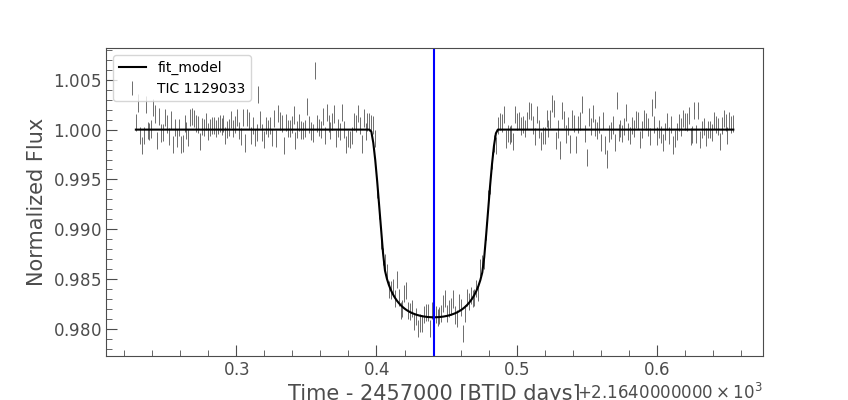 fit_model
TIC 1129033
1.005
1.000
0.995
0.990
0.985
0.980
Normalized Flux
0.3
0.4
0.5
0.6
Time - 2457000 [BTJD days]
+2.1640000000 × 10³